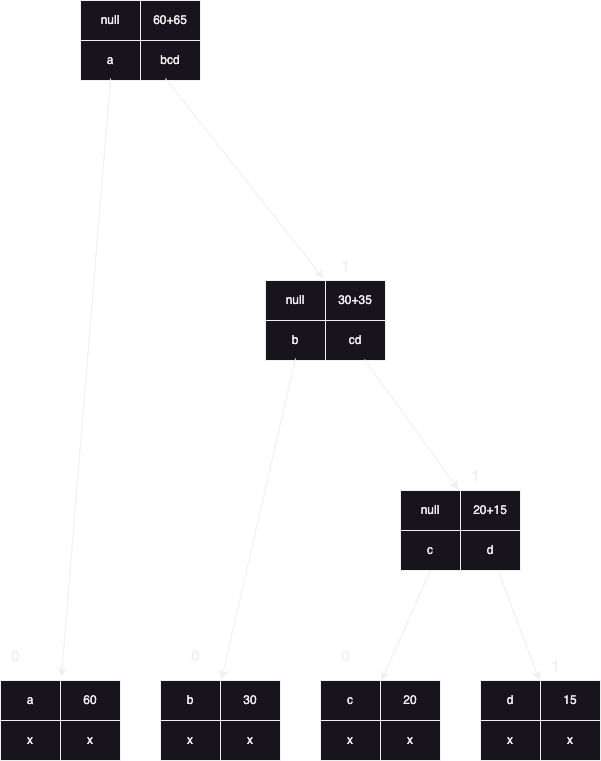 null 60+65
a bcd
1
null 30+35
b cd
1
null 20+15
c d
0 0 0 1
a 60 b 30 c 20 d 15
x x x x x x x x